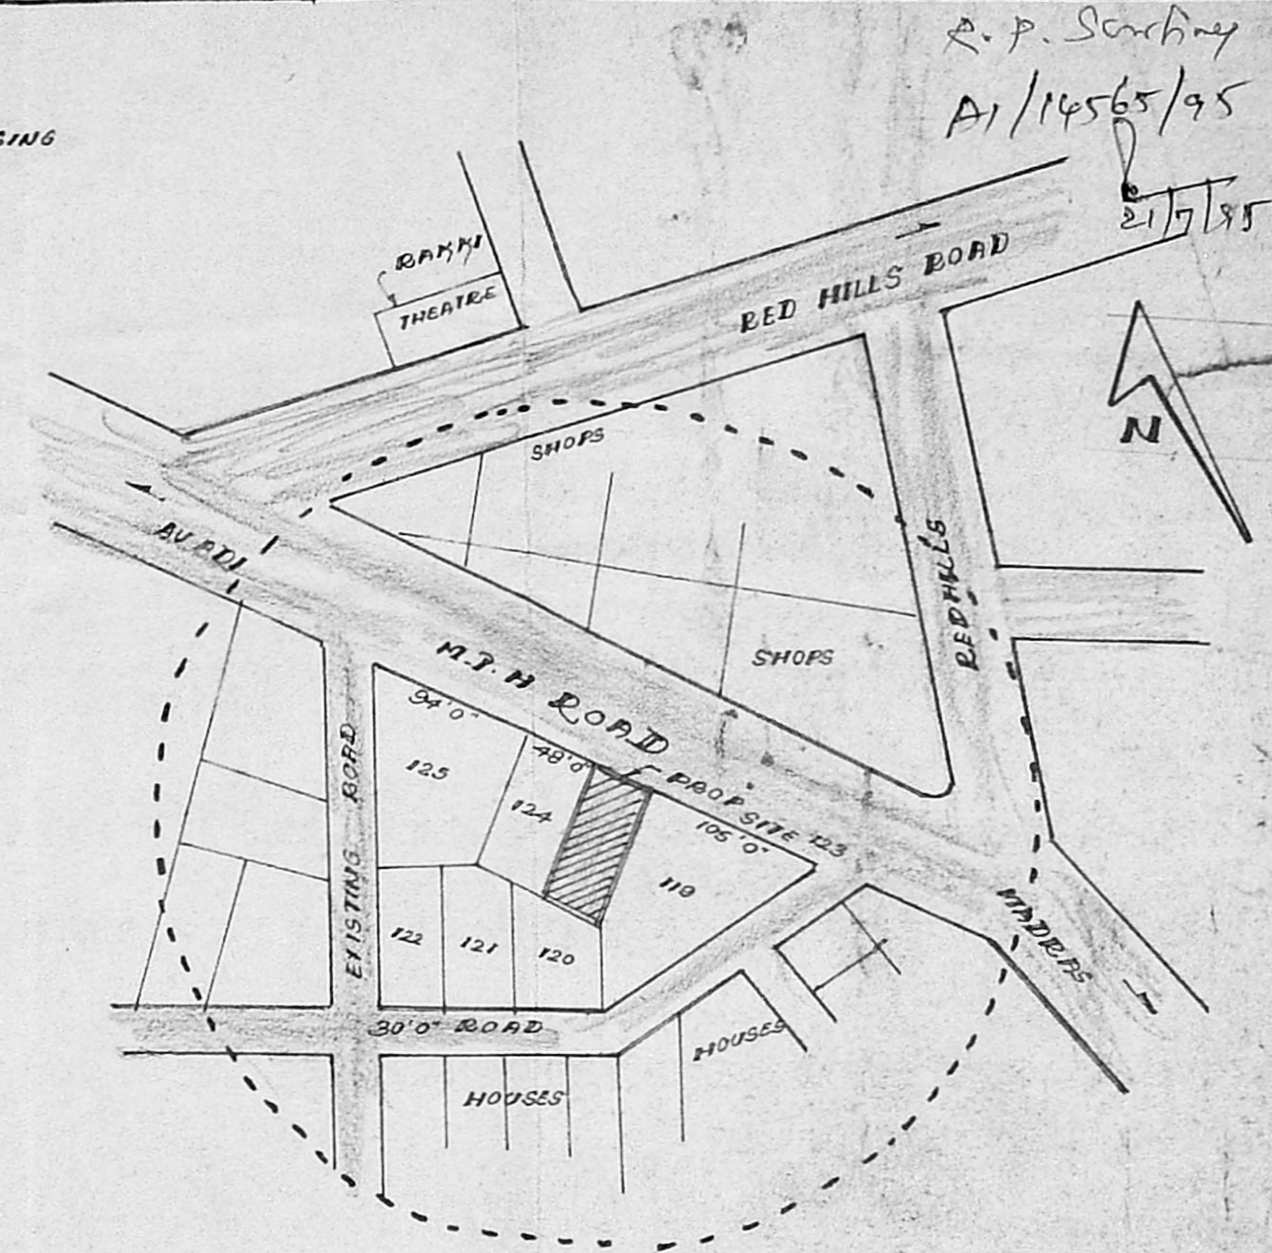 R. P. 
A1/14565/95
21/7/95
SING
RAKKI
THEATRE
RED HILLS ROAD
N
SHOPS
AVADI
RED HILLS
SHOPS
M.T.H ROAD
94'0"
48'0"
PROP SITE 123
105'0"
125
124
119
EXISTING ROAD
122
121
120
MADRAS
30'0" ROAD
HOUSES
HOUSES